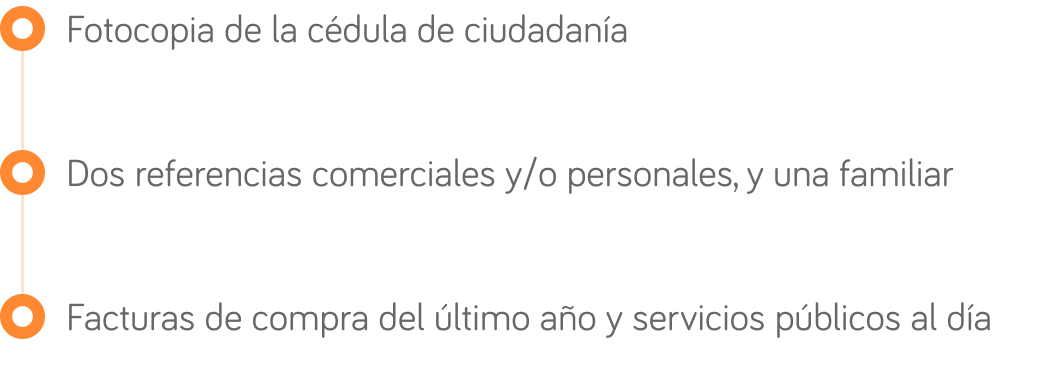 Fotocopia de la cédula de ciudadanía
Dos referencias comerciales y/o personales, y una familiar
Facturas de compra del último año y servicios públicos al día